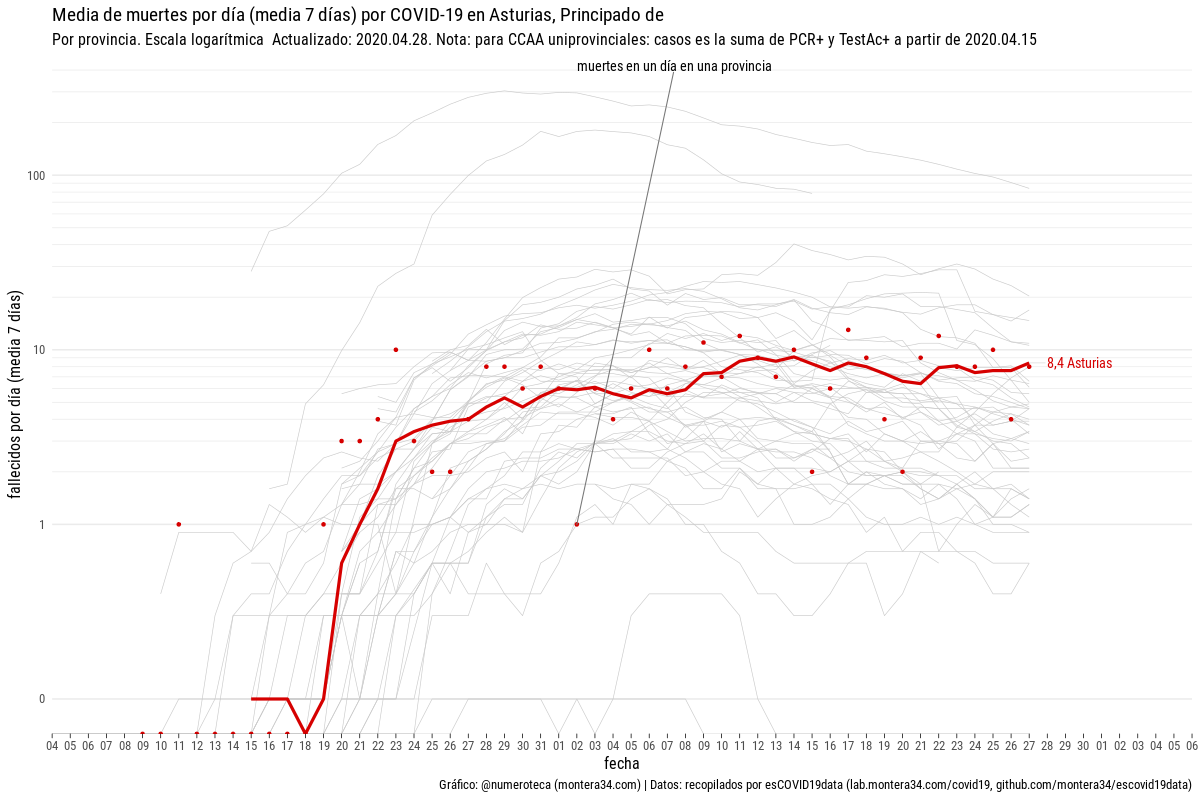 Media de muertes por día (media 7 días) por COVID-19 en Asturias, Principado de
Por provincia. Escala logarítmica  Actualizado: 2020.04.28. Nota: para CCAA uniprovinciales: casos es la suma de PCR+ y TestAc+ a partir de 2020.04.15
muertes en un día en una provincia
fallecidos por día (media 7 días)
100
10
1
0
8,4 Asturias
04 05 06 07 08 09 10 11 12 13 14 15 16 17 18 19 20 21 22 23 24 25 26 27 28 29 30 31 01 02 03 04 05 06 07 08 09 10 11 12 13 14 15 16 17 18 19 20 21 22 23 24 25 26 27 28 29 30 01 02 03 04 05 06
fecha
Gráfico: @numeroteca (montera34.com) | Datos: recopilados por esCOVID19data (lab.montera34.com/covid19, github.com/montera34/escovid19data)